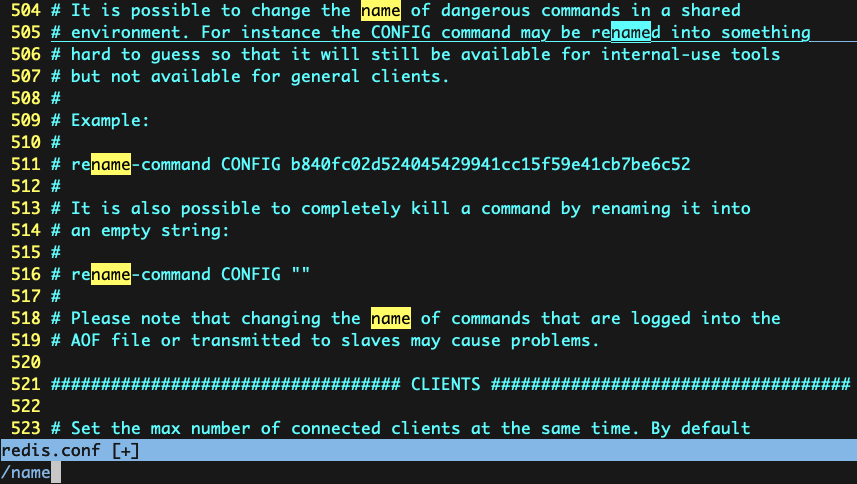 504 # It is possible to change the name of dangerous commands in a shared
505 # environment. For instance the CONFIG command may be renamed into something
506 # hard to guess so that it will still be available for internal-use tools
507 # but not available for general clients.
508 #
509 # Example:
510 #
511 # rename-command CONFIG b840fc02d524045429941cc15f59e41cb7be6c52
512 #
513 # It is also possible to completely kill a command by renaming it into
514 # an empty string:
515 #
516 # rename-command CONFIG ""
517 #
518 # Please note that changing the name of commands that are logged into the
519 # AOF file or transmitted to slaves may cause problems.
520
521 ################################### CLIENTS ####################################
522
523 # Set the max number of connected clients at the same time. By default
redis.conf [+]
/name